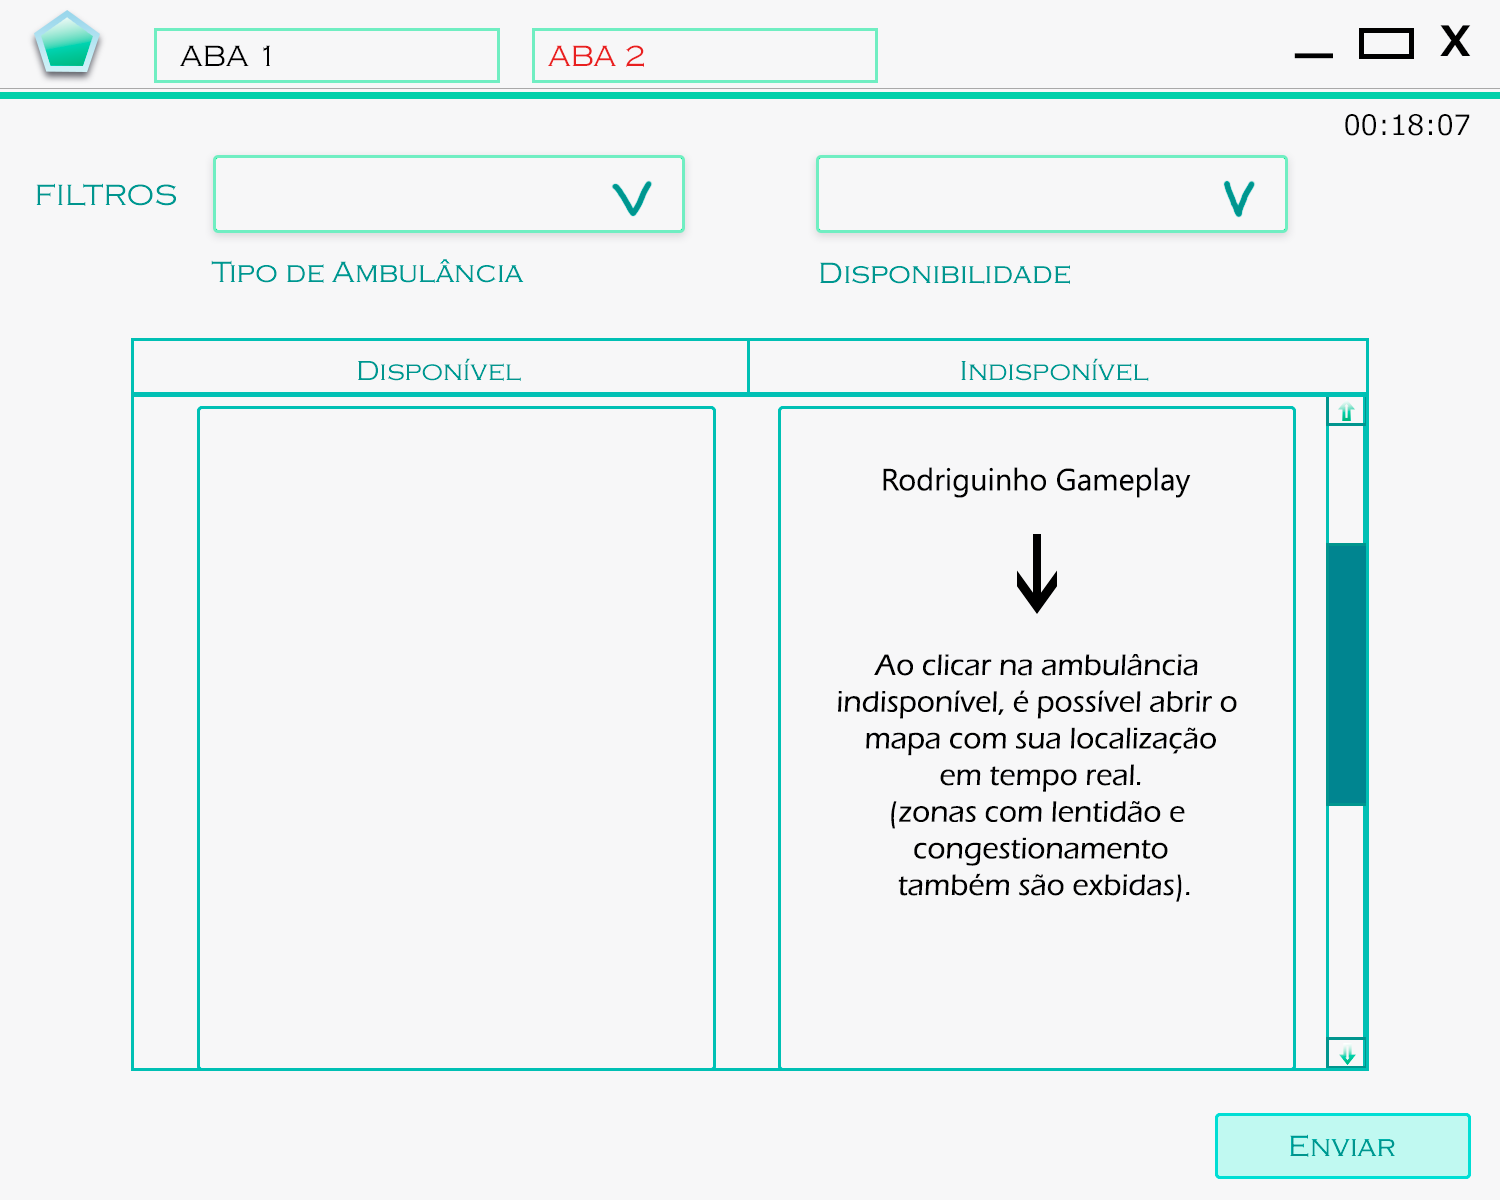 ABA 1
ABA 2
X
00:18:07
FILTROS
TIPO DE AMBULÂNCIA
DISPONIBILIDADE
DISPONÍVEL
INDISPONÍVEL
Rodriguinho Gameplay
Ao clicar na ambulância
indisponível, é possível abrir o
mapa com sua localização
em tempo real.
(zonas com lentidão e
congestionamento
também são exbidas).
ENVIAR